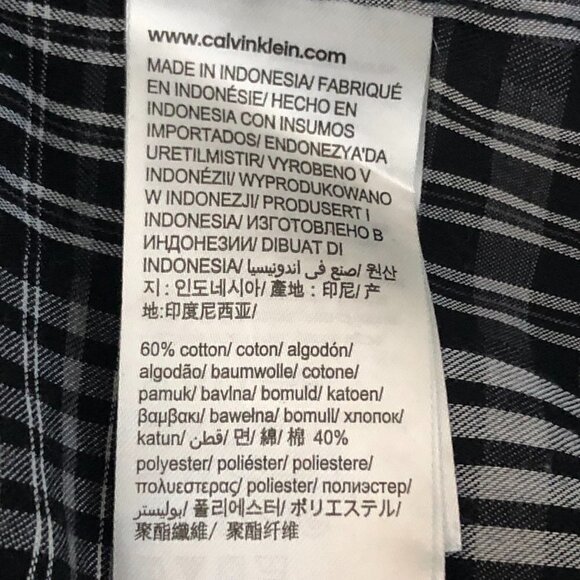 www.calvinklein.com
MADE IN INDONESIA/ FABRIQUÉ
EN INDONÉSIE/ HECHO EN
INDONESIA CON INSUMOS
IMPORTADOS/ ENDONEZYA'DA
URETILMISTIR/ VYROBENO V
INDONÉZII/ WYPRODUKOWANO
W INDONEZJI/ PRODUSERT I
INDONESIA/ ИЗГОТОВЛЕНО В
ИНДОНЕЗИИ/ DIBUAT DI
INDONESIA/ صنع في أندونيسيا/ 원산
지 : 인도네시아/ 產地 : 印尼/ 产
地:印度尼西亚/
60% cotton/ coton/ algodón/
algodão/ baumwolle/ cotone/
pamuk/ bavlna/ bomuld/ katoen/
βαμβακι/ bawełna/ bomull/ хлопок/
katun/ قطن/ 면/ 綿/ 棉 40%
polyester/ poliéster/ poliestere/
πολυεστερας/ poliester/ полиэстер/
بوليستر/ 폴리에스터/ ポリエステル/
聚酯纖維/ 聚酯纤维